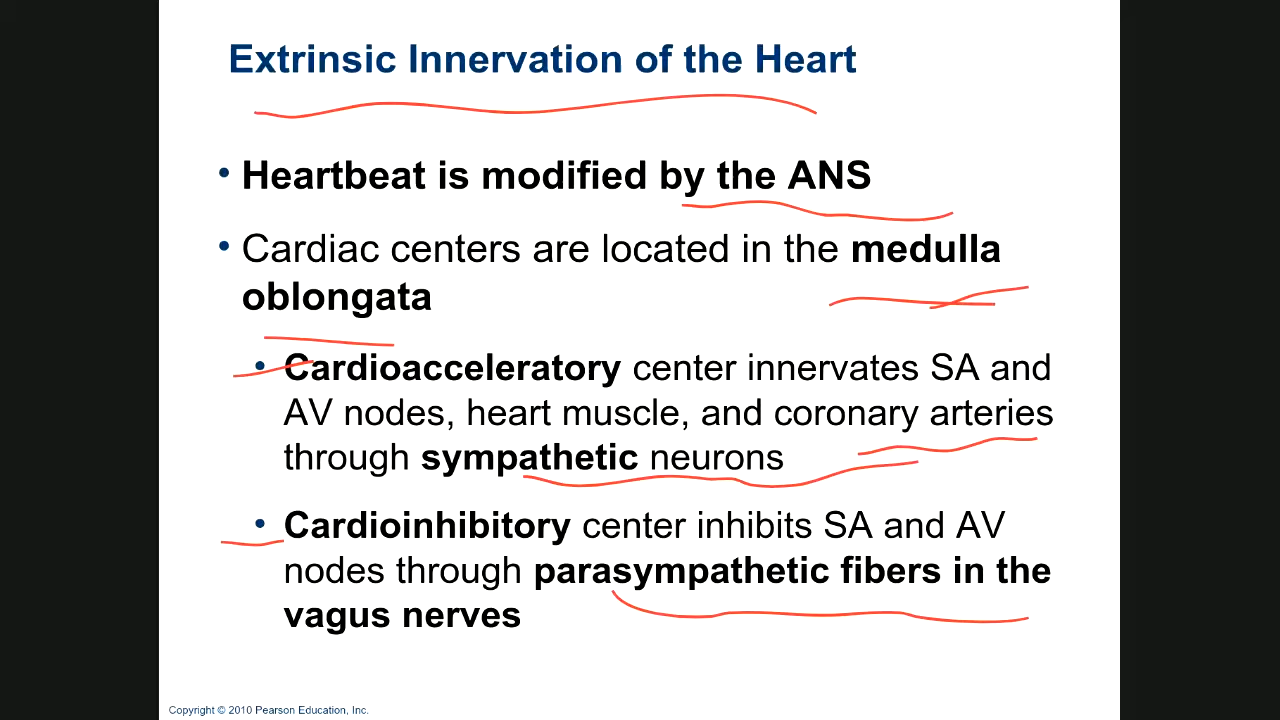 Extrinsic Innervation of the Heart
• Heartbeat is modified by the ANS
• Cardiac centers are located in the medulla
oblongata
• Cardioacceleratory center innervates SA and
AV nodes, heart muscle, and coronary arteries
through sympathetic neurons
• Cardioinhibitory center inhibits SA and AV
nodes through parasympathetic fibers in the
vagus nerves
Copyright © 2010 Pearson Education, Inc.